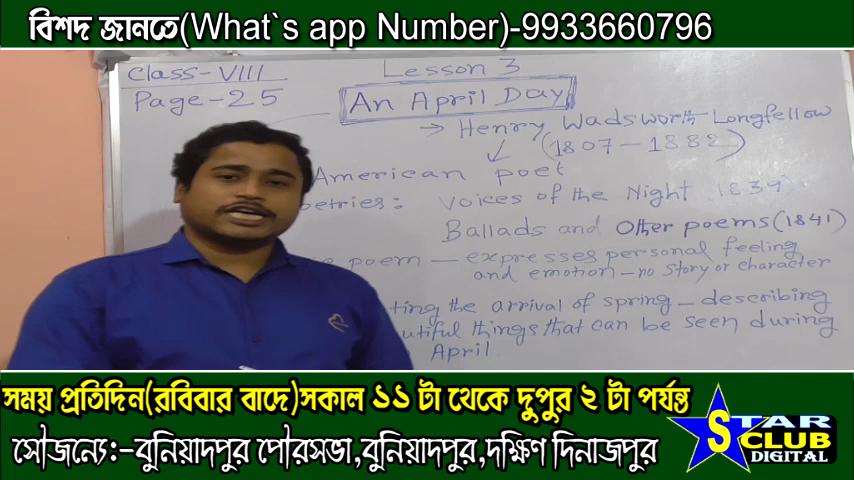 বিশদ জানতে(What`s app Number)-9933660796
Class-VIII
Lesson 3
Page-25
An April Day
→ Henry Wadsworth Longfellow
(1807-1882)
American poet
Voices of the Night 1839)
Ballads and Other poems (1841)
poem - expresses personal feeling
and emotion - no story or character
the arrival of spring - describing
things that can be seen during
April
সময় প্রতিদিন(রবিবার বাদে)সকাল ১১ টা থেকে দুপুর ২ টা পর্যন্ত
সৌজন্যে:-বুনিয়াদপুর পৌরসভা,বুনিয়াদপুর,দক্ষিণ দিনাজপুর
STAR
CLUB
DIGITAL